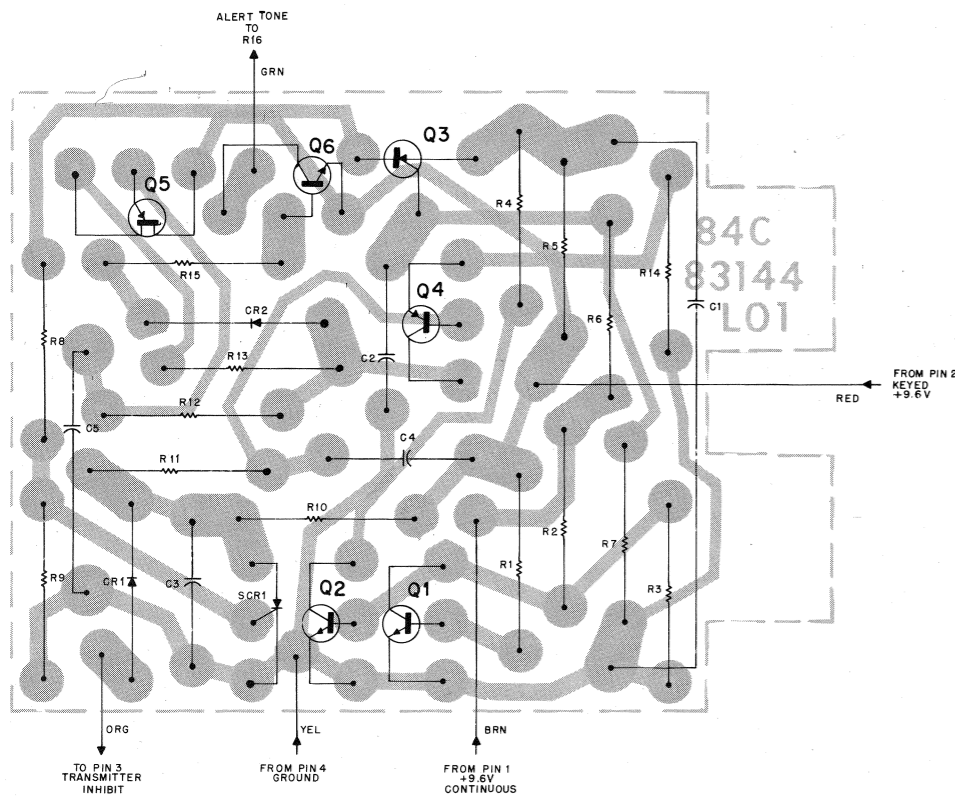 ALERT TONE
TO
R16
GRN
Q3
Q6
Q5
R4
R5
84C
83144
L01
R14
R15
Q4
C1
CR2
R6
R8
C2
R13
FROM PIN 2
KEYED
+9.6V
RED
R12
C5
C4
R11
R10
R2
R7
R1
R9
CR1
C3
SCR1
Q2
Q1
R3
ORG
YEL
BRN
TO PIN 3
TRANSMITTER
INHIBIT
FROM PIN 4
GROUND
FROM PIN 1
+9.6V
CONTINUOUS